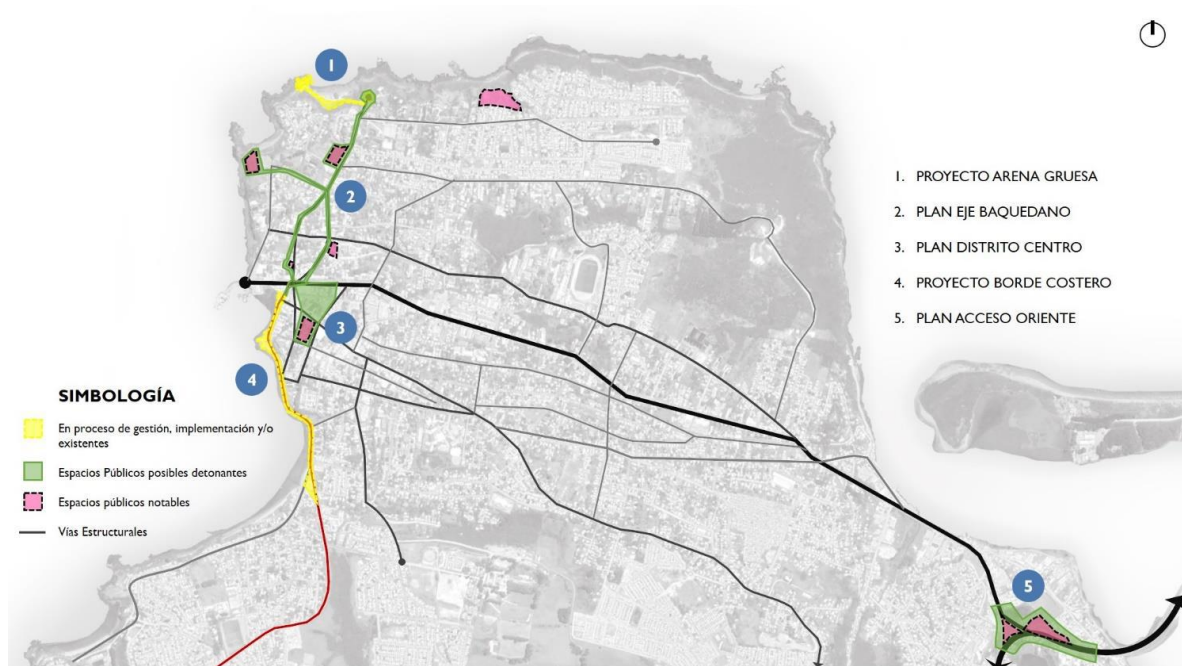 1
2
3
4
5
1. PROYECTO ARENA GRUESA
2. PLAN EJE BAQUEDANO
3. PLAN DISTRITO CENTRO
4. PROYECTO BORDE COSTERO
5. PLAN ACCESO ORIENTE
SIMBOLOGÍA
En proceso de gestión, implementación y/o
existentes
Espacios Públicos posibles detonantes
Espacios públicos notables
Vías Estructurales